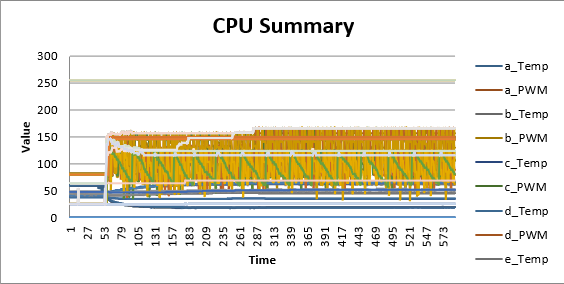 CPU Summary
300
250
200
150
100
50
0
Value
1 27 53 79 105 131 157 183 209 235 261 287 313 339 365 391 417 443 469 495 521 547 573
Time
a_Temp
a_PWM
b_Temp
b_PWM
c_Temp
c_PWM
d_Temp
d_PWM
e_Temp